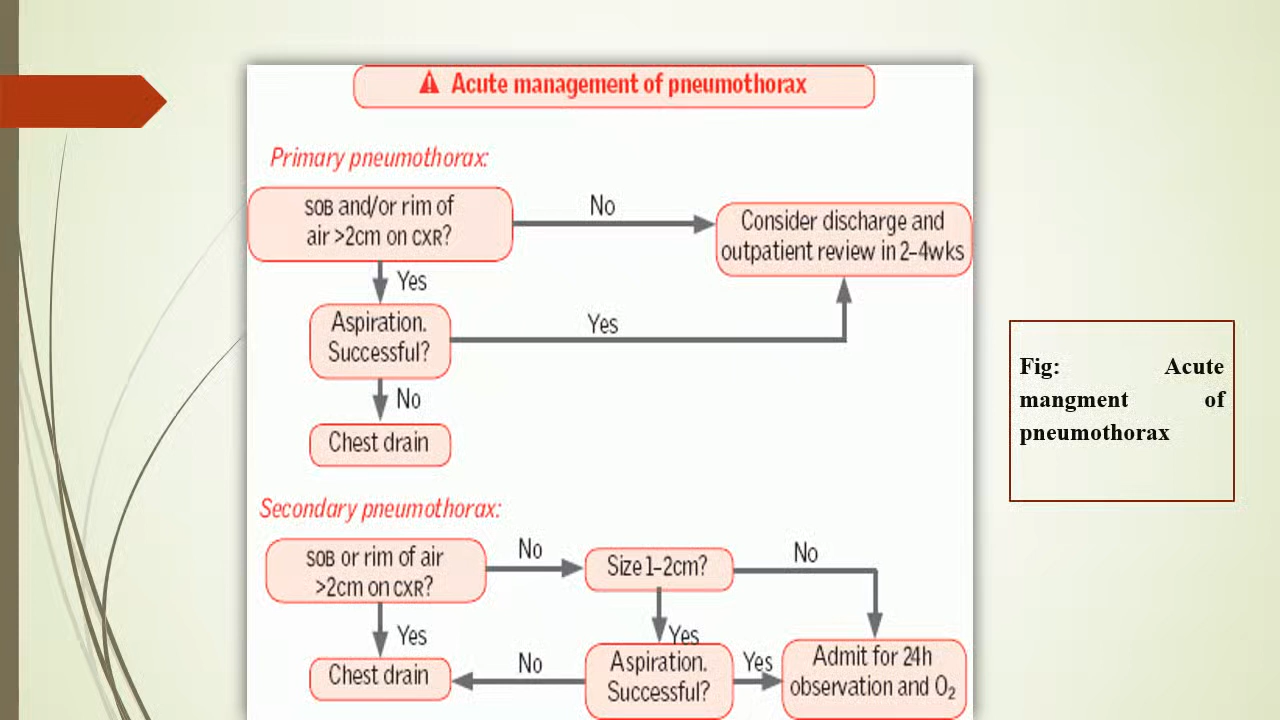 Acute management of pneumothorax
Primary pneumothorax:
SOB and/or rim of
air >2cm on CXR?
No
Consider discharge and
outpatient review in 2–4wks
Yes
Aspiration.
Successful?
Yes
No
Chest drain
Fig: Acute
mangment of
pneumothorax
Secondary pneumothorax:
SOB or rim of air
>2cm on CXR?
No
Size 1–2cm?
No
Yes
Yes
Chest drain
No
Aspiration.
Successful?
Yes
Admit for 24h
observation and O₂